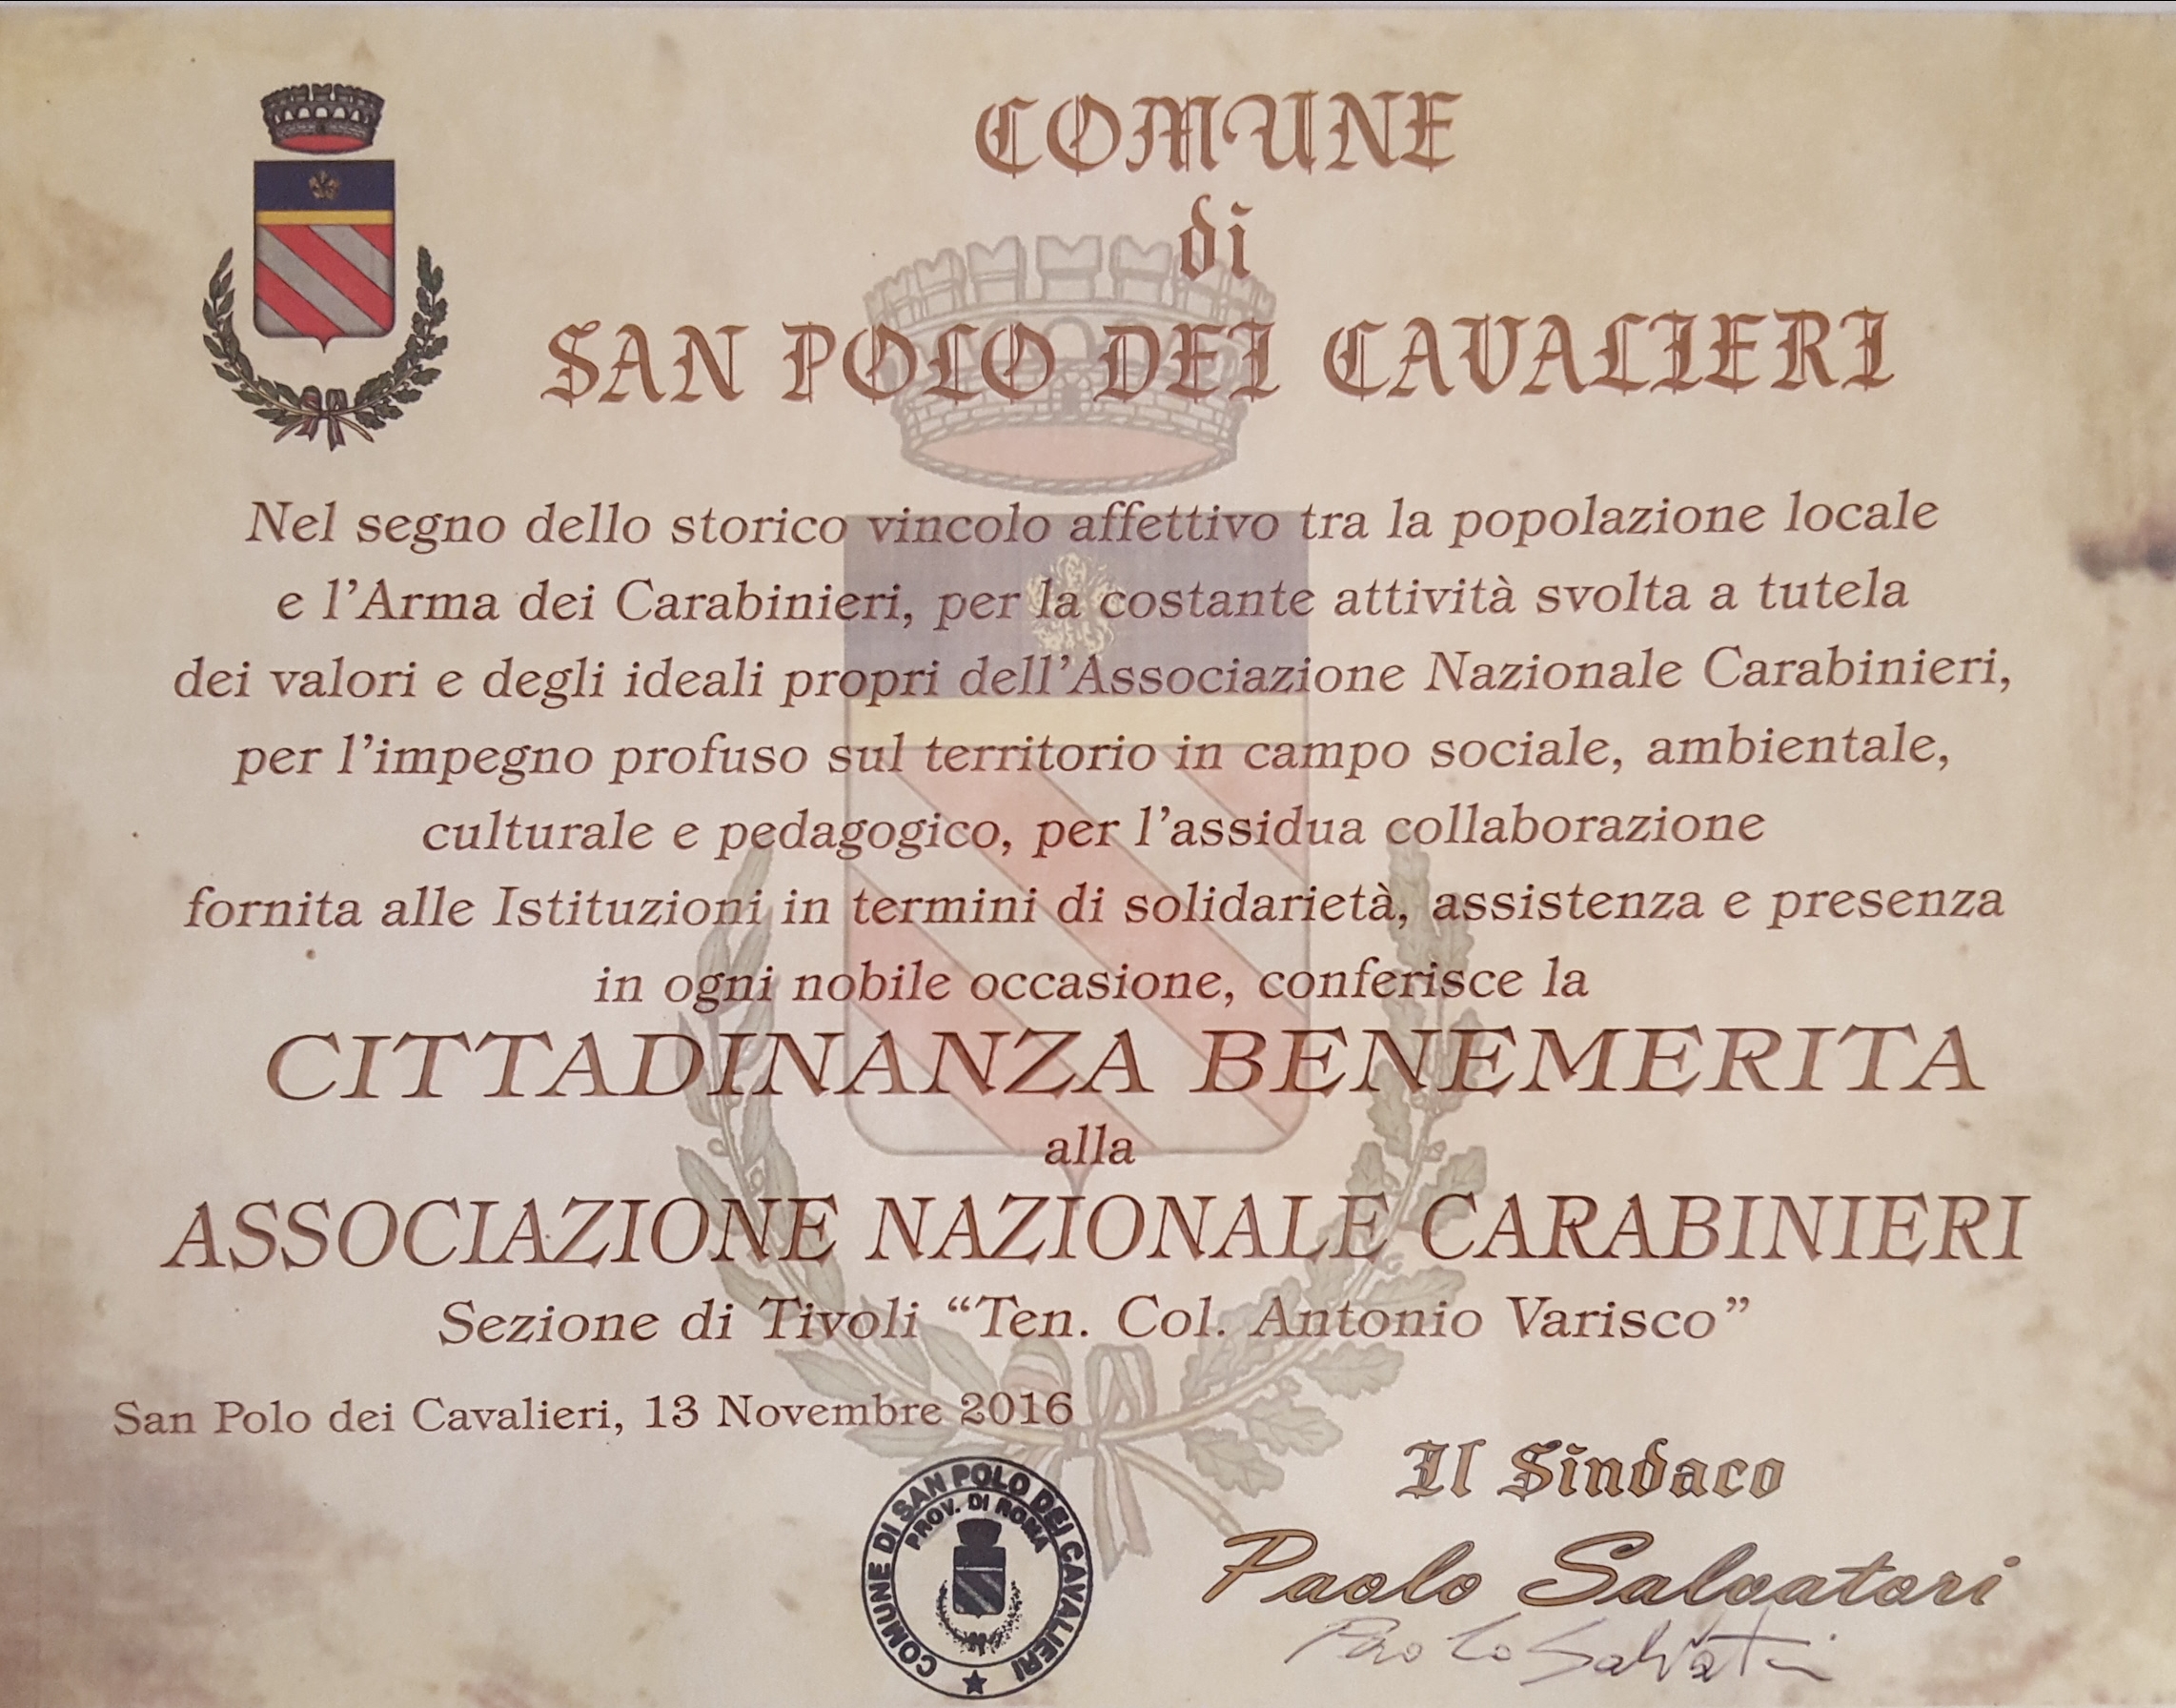 COMUNE
di
SAN POLO DEI CAVALIERI
Nel segno dello storico vincolo affettivo tra la popolazione locale
e l'Arma dei Carabinieri, per la costante attività svolta a tutela
dei valori e degli ideali propri dell'Associazione Nazionale Carabinieri,
per l'impegno profuso sul territorio in campo sociale, ambientale,
culturale e pedagogico, per l'assidua collaborazione
fornita alle Istituzioni in termini di solidarietà, assistenza e presenza
in ogni nobile occasione, conferisce la
CITTADINANZA BENEMERITA
alla
ASSOCIAZIONE NAZIONALE CARABINIERI
Sezione di Tivoli “Ten. Col. Antonio Varisco”
San Polo dei Cavalieri, 13 Novembre 2016
COMUNE DI SAN POLO DEI CAVALIERI
PROV. DI ROMA
Il Sindaco
Paolo Salvatori
Paolo Salvatori